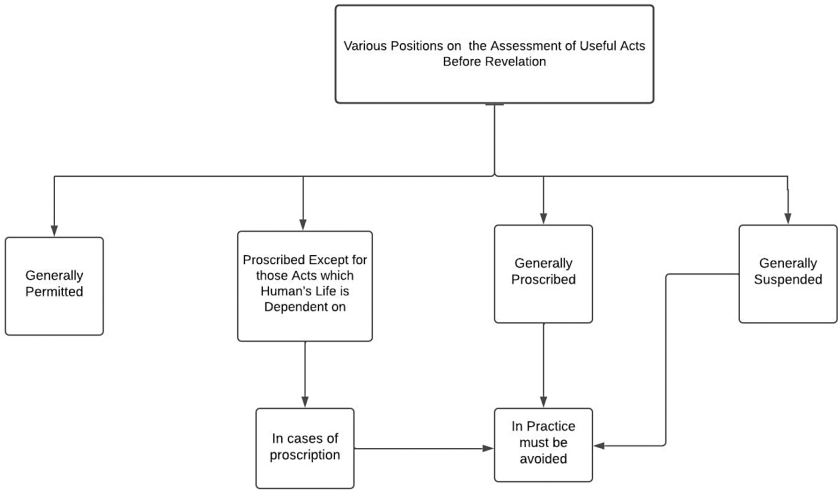 Various Positions on the Assessment of Useful Acts
Before Revelation
Generally
Permitted
Proscribed Except for
those Acts which
Human's Life is
Dependent on
Generally
Proscribed
Generally
Suspended
In cases of
proscription
In Practice
must be
avoided